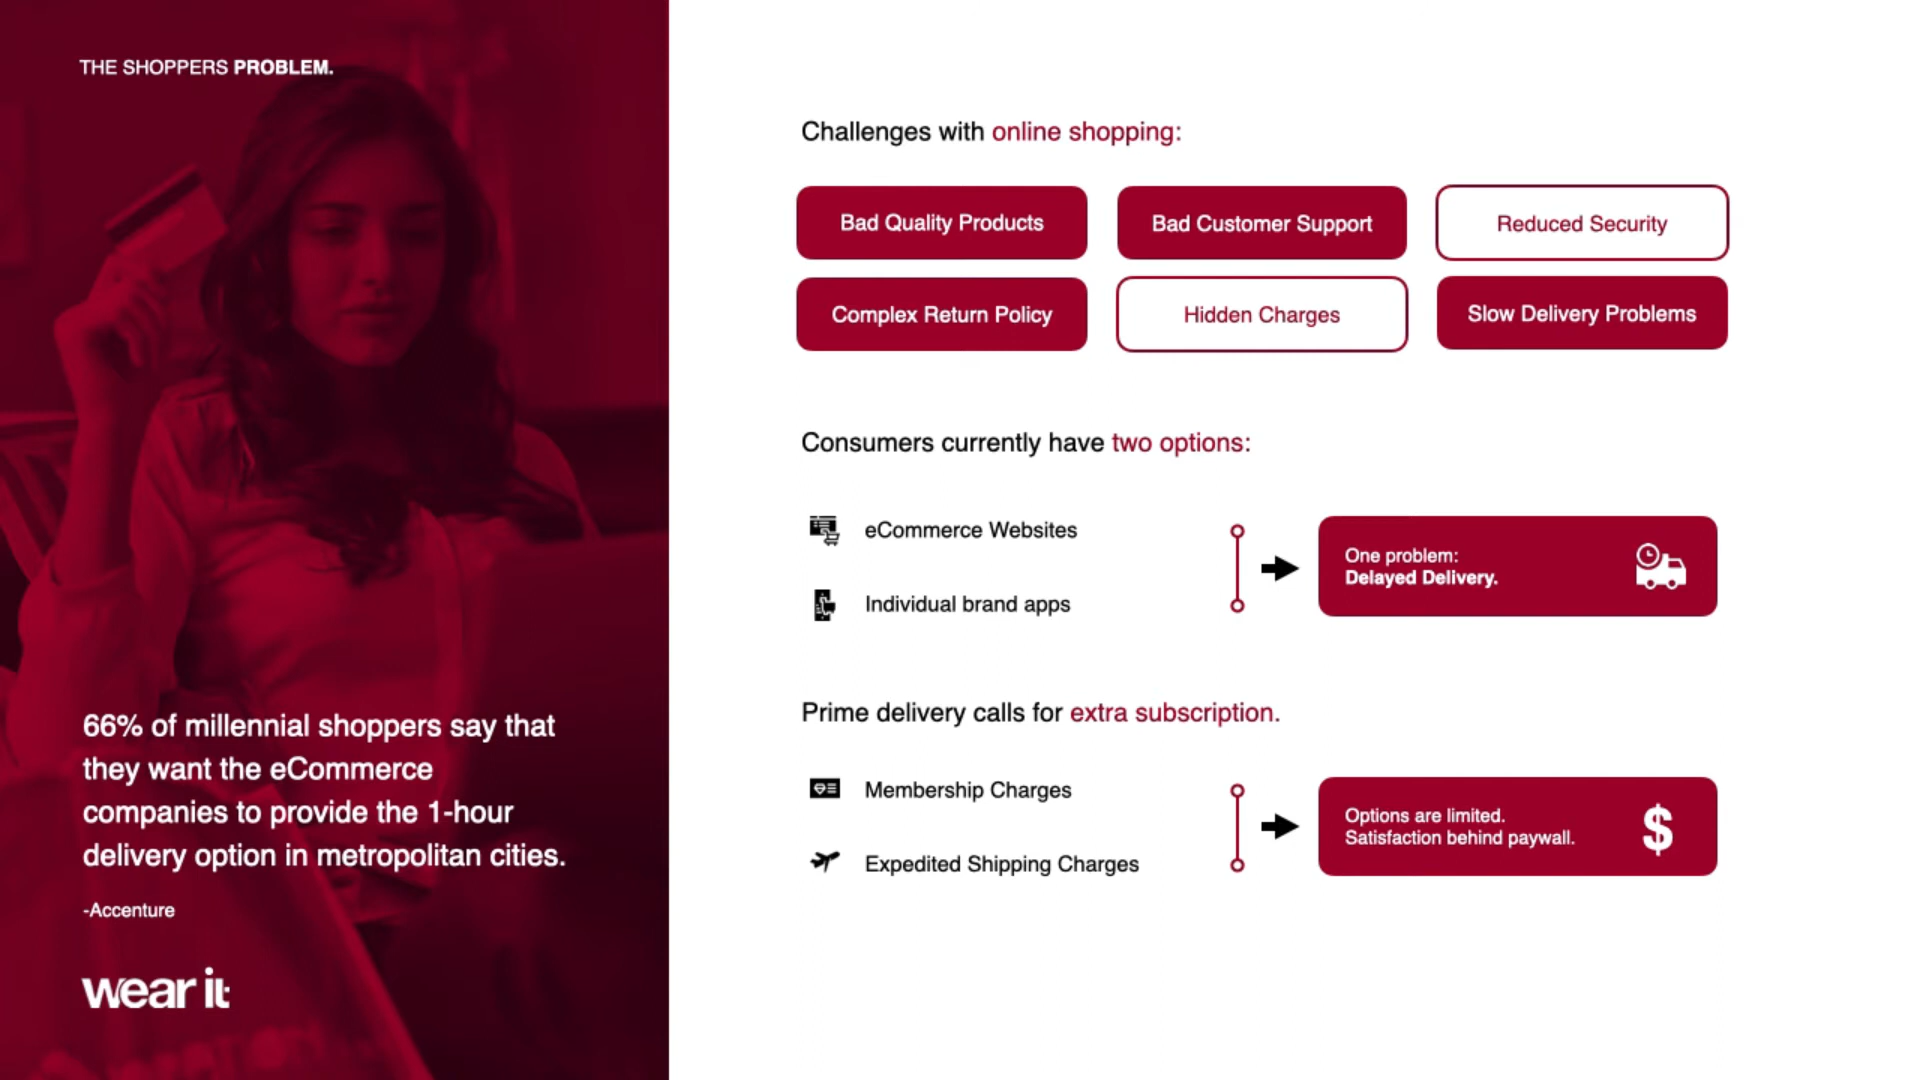 THE SHOPPERS PROBLEM.
66% of millennial shoppers say that
they want the eCommerce
companies to provide the 1-hour
delivery option in metropolitan cities.
-Accenture
wear it
Challenges with online shopping:
Bad Quality Products
Bad Customer Support
Reduced Security
Complex Return Policy
Hidden Charges
Slow Delivery Problems
Consumers currently have two options:
eCommerce Websites
Individual brand apps
One problem:
Delayed Delivery.
Prime delivery calls for extra subscription.
Membership Charges
Expedited Shipping Charges
Options are limited.
Satisfaction behind paywall.
$